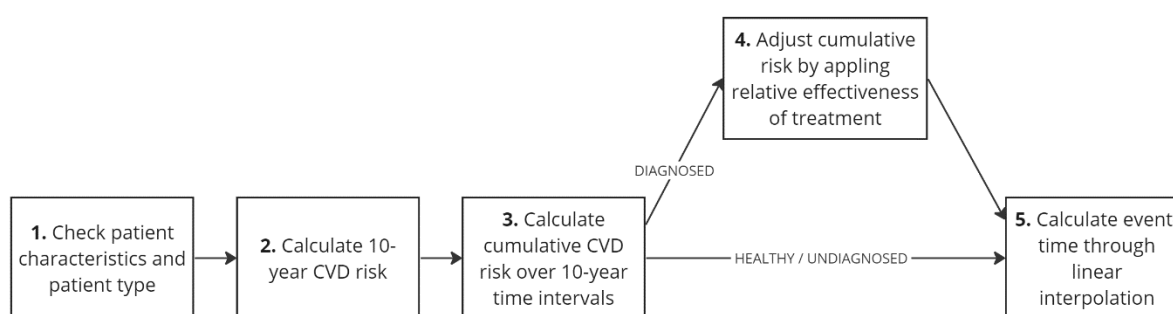 1. Check patient
characteristics and
patient type
2. Calculate 10-
year CVD risk
3. Calculate
cumulative CVD
risk over 10-year
time intervals
DIAGNOSED
4. Adjust cumulative
risk by appling
relative effectiveness
of treatment
HEALTHY / UNDIAGNOSED
5. Calculate event
time through
linear
interpolation